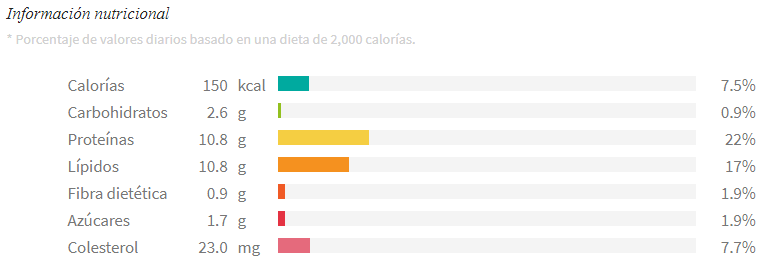 Información nutricional
* Porcentaje de valores diarios basado en una dieta de 2,000 calorías.
Calorías 150 kcal 7.5%
Carbohidratos 2.6 g 0.9%
Proteínas 10.8 g 22%
Lípidos 10.8 g 17%
Fibra dietética 0.9 g 1.9%
Azúcares 1.7 g 1.9%
Colesterol 23.0 mg 7.7%